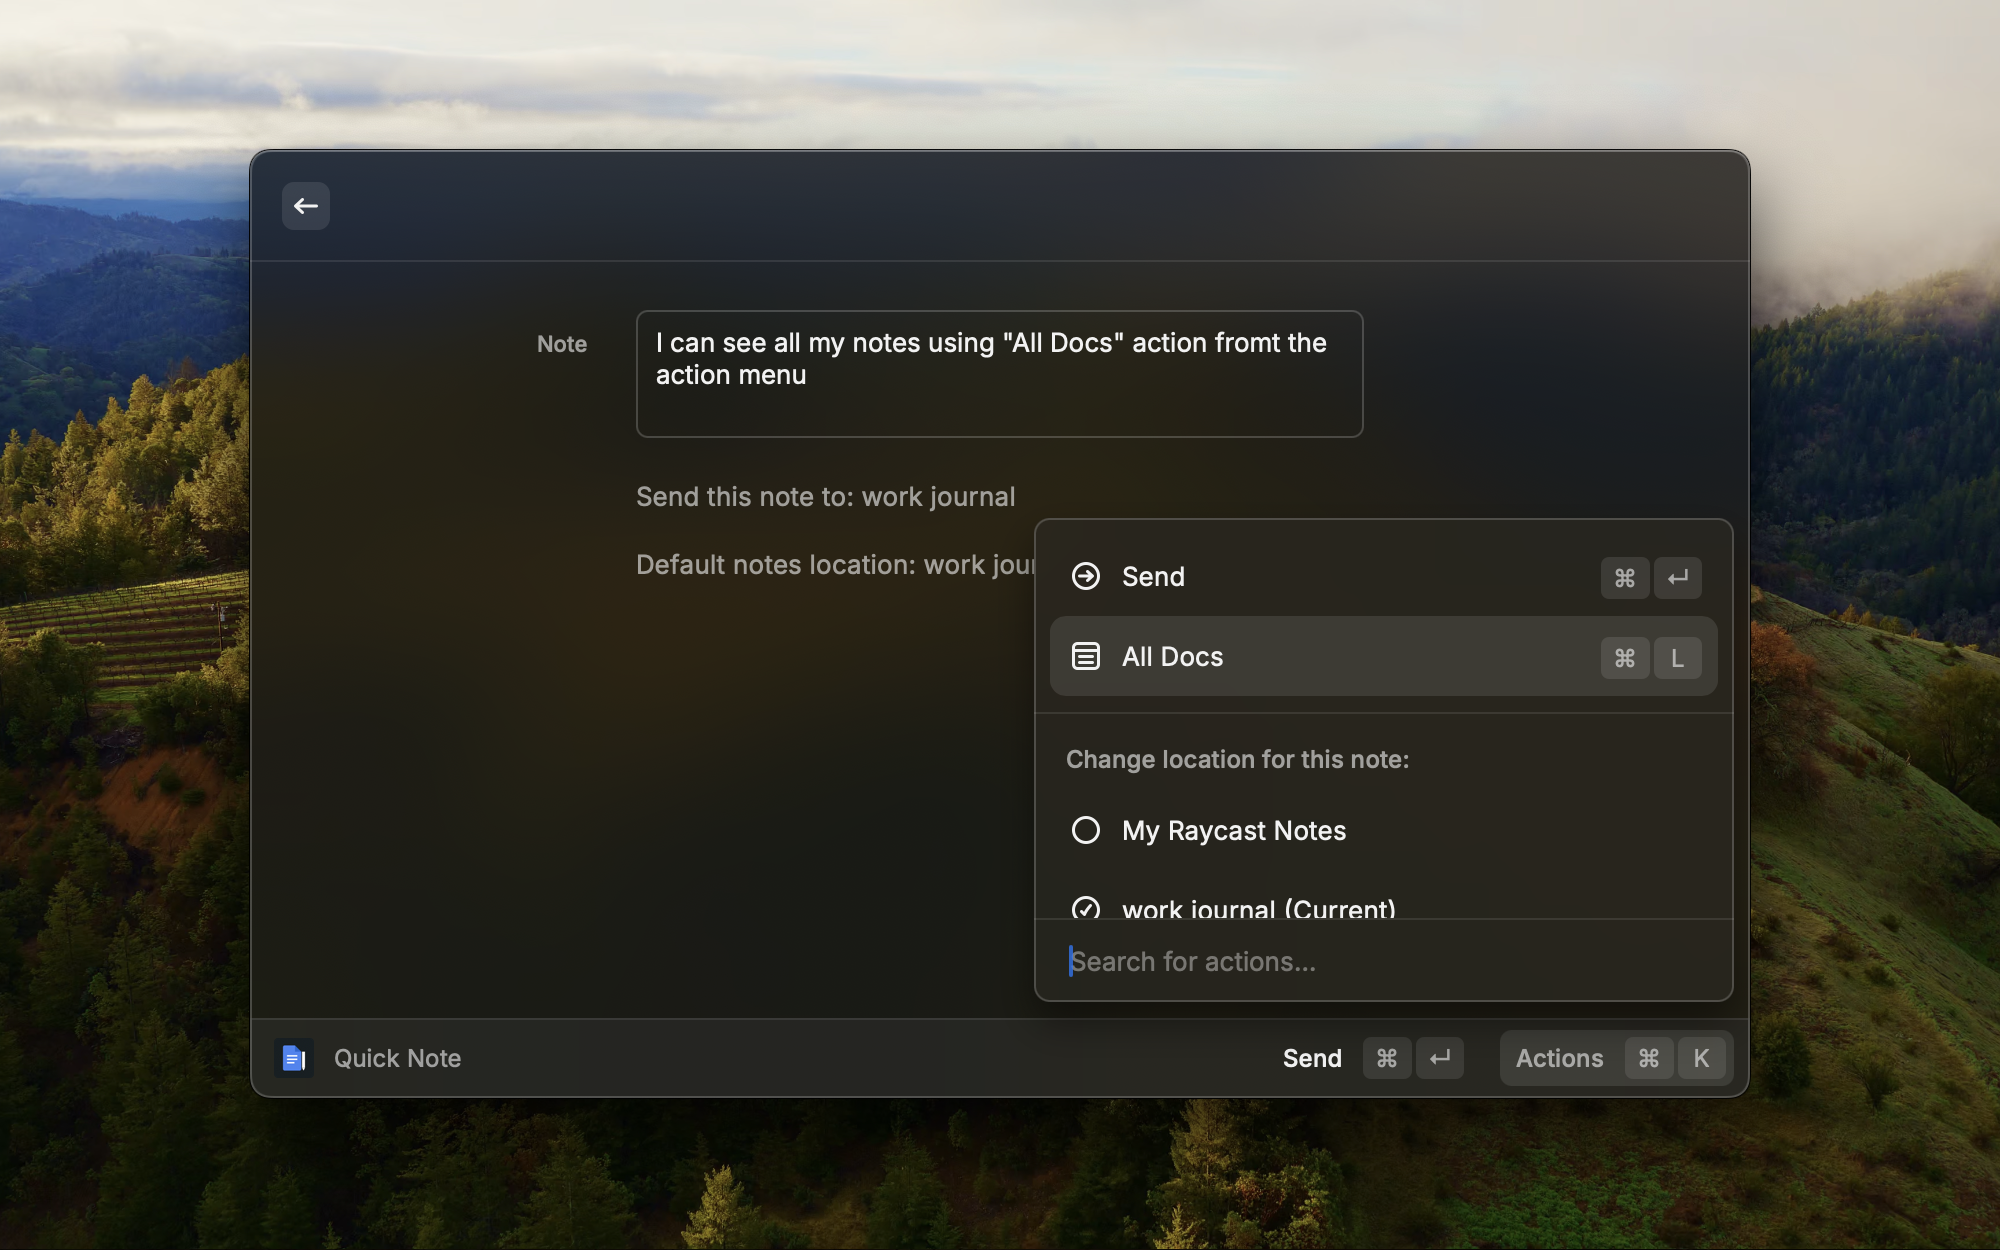 Note
I can see all my notes using "All Docs" action fromt the
action menu
Send this note to: work journal
Default notes location: work jour
Send ⌘ ↵
All Docs ⌘ L
Change location for this note:
My Raycast Notes
work journal (Current)
Search for actions...
Quick Note
Send ⌘ ↵
Actions ⌘ K